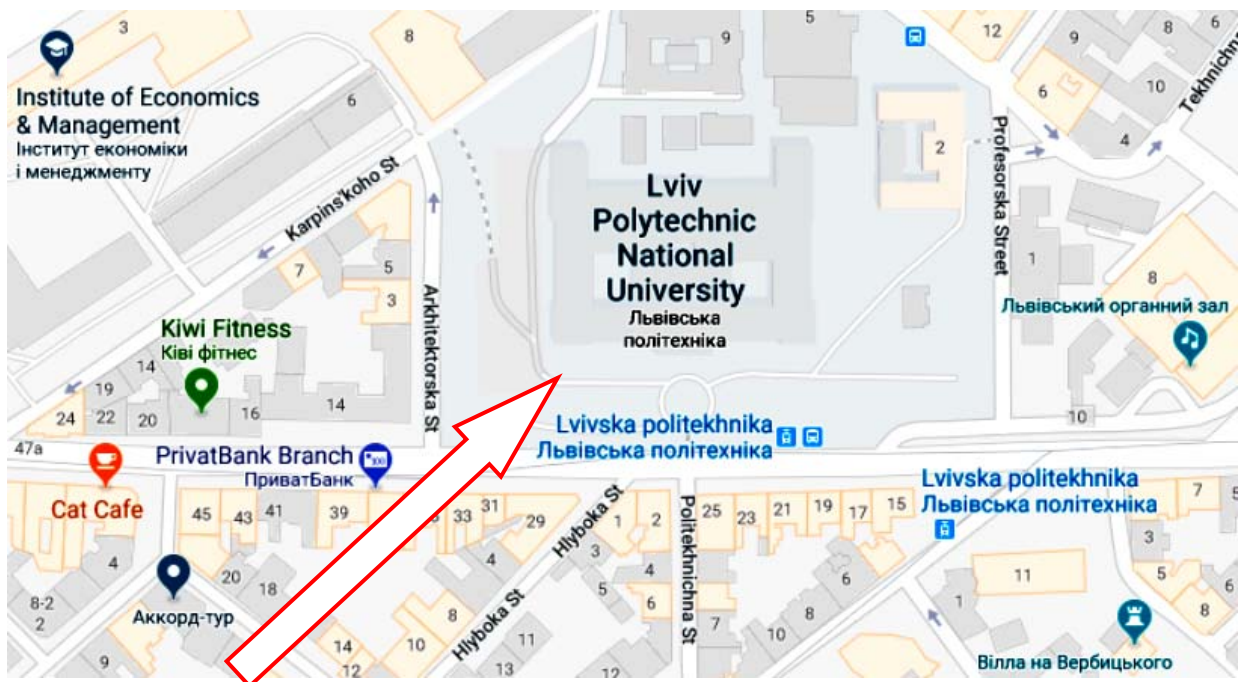 3
8
9
5
12
9
8
6
Institute of Economics
& Management
Інститут економіки
і менеджменту
6
6
10
Tekhnichna
4
2
Profesorska Street
Karpins'koho St
Lviv
Polytechnic
National
University
Львівська
політехніка
7
5
3
1
8
Arkhitektorska St
Львівський органний зал
Kiwi Fitness
Ківі фітнес
14
19
24
22
20
16
14
10
Lvivska politekhnika
Львівська політехніка
47a
PrivatBank Branch
ПриватБанк
Cat Cafe
Lvivska politekhnika
Львівська політехніка
45
43
41
39
33
31
29
Hlyboka St
1
2
Politekhnichna St
25
23
21
19
17
15
7
5
4
20
18
4
3
4
5
6
6
11
1
3
5
6
8
8-2
2
Аккорд-тур
8
10
Hlyboka St
11
13
12
7
10
8
9
14
12
Вілла на Вербицького